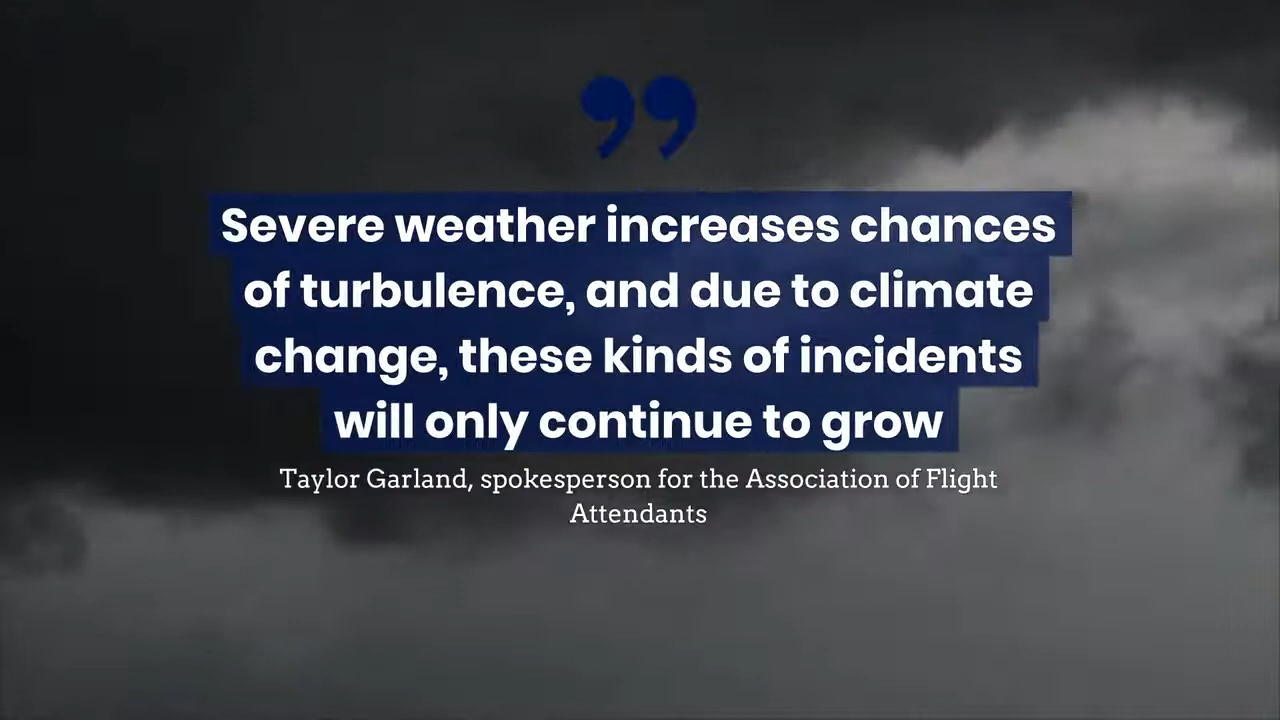 ”
Severe weather increases chances
of turbulence, and due to climate
change, these kinds of incidents
will only continue to grow
Taylor Garland, spokesperson for the Association of Flight
Attendants